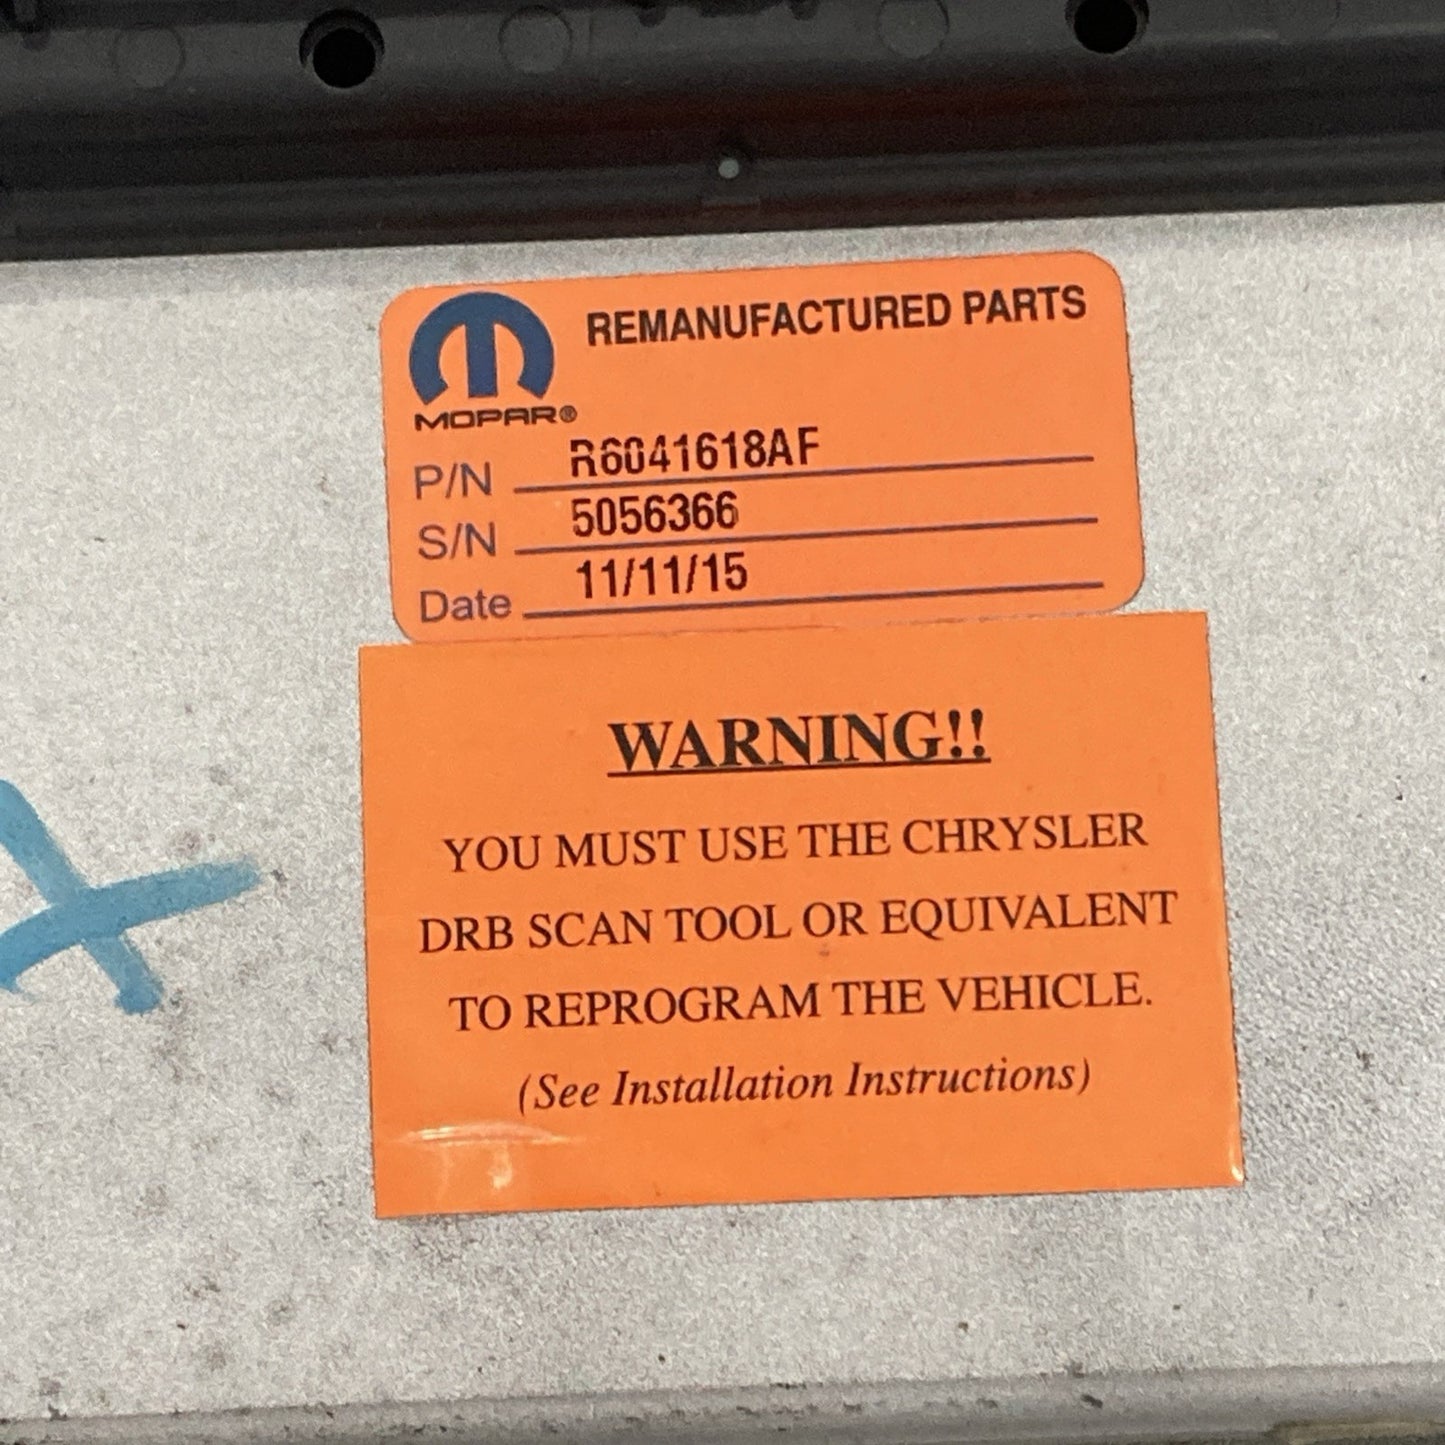 REMANUFACTURED PARTS
MOPAR®
P/N R6041618AF
S/N 5056366
Date 11/11/15
WARNING!!
YOU MUST USE THE CHRYSLER
DRB SCAN TOOL OR EQUIVALENT
TO REPROGRAM THE VEHICLE.
(See Installation Instructions)